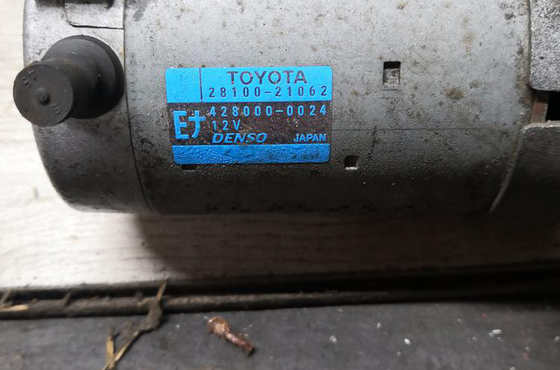 TOYOTA
28100-21062
428000-0024
12V
DENSO JAPAN